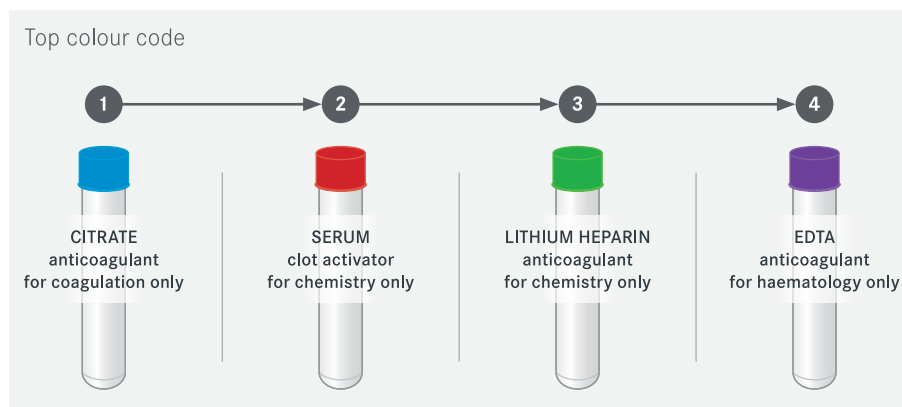 Top colour code
1
2
3
4
CITRATE
anticoagulant
for coagulation only
SERUM
clot activator
for chemistry only
LITHIUM HEPARIN
anticoagulant
for chemistry only
EDTA
anticoagulant
for haematology only